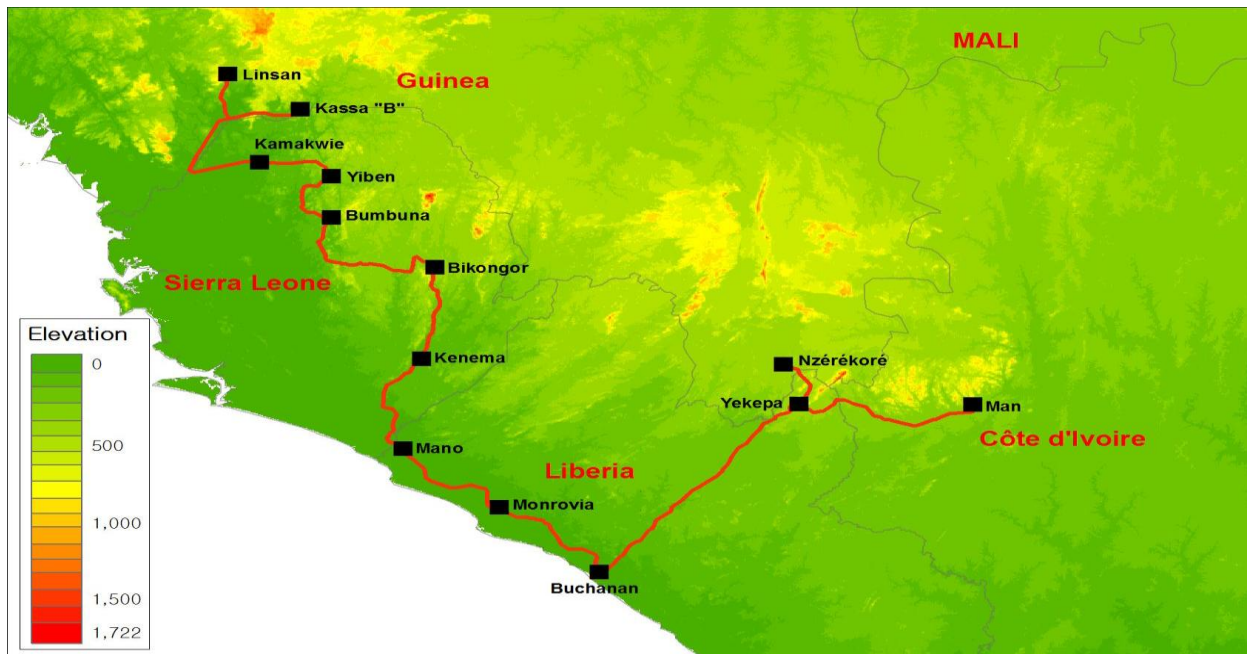 MALI
Linsan
Guinea
Kassa "B"
Kamakwie
Yiben
Bumbuna
Bikongor
Sierra Leone
Elevation
0
500
1,000
1,500
1,722
Kenema
Nzérékoré
Yekepa
Man
Côte d'Ivoire
Mano
Liberia
Monrovia
Buchanan